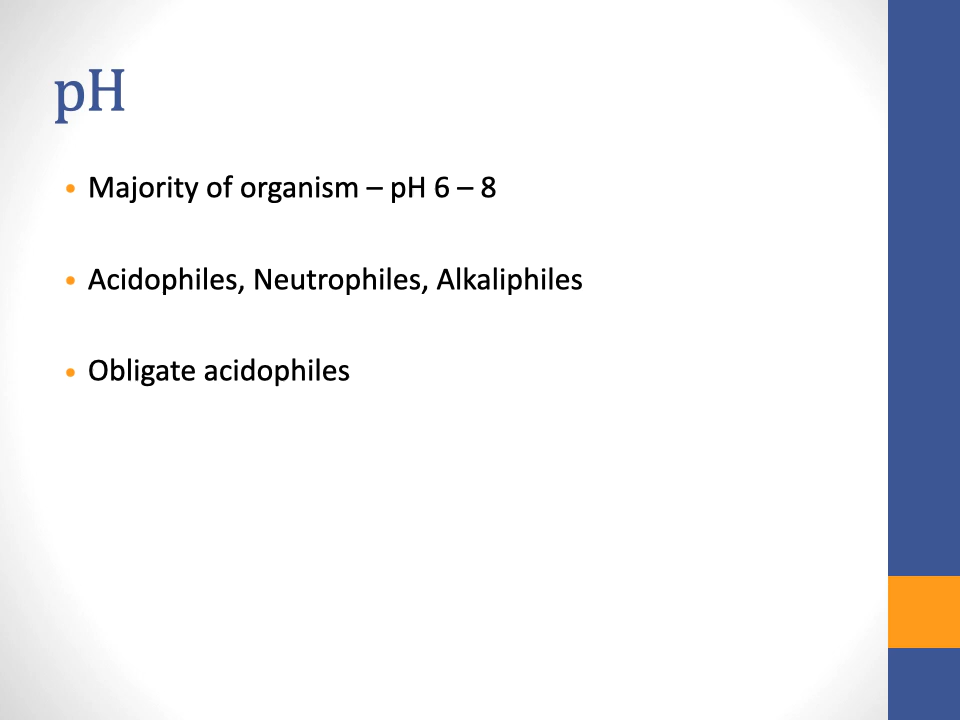 pH
• Majority of organism – pH 6 – 8
• Acidophiles, Neutrophiles, Alkaliphiles
• Obligate acidophiles